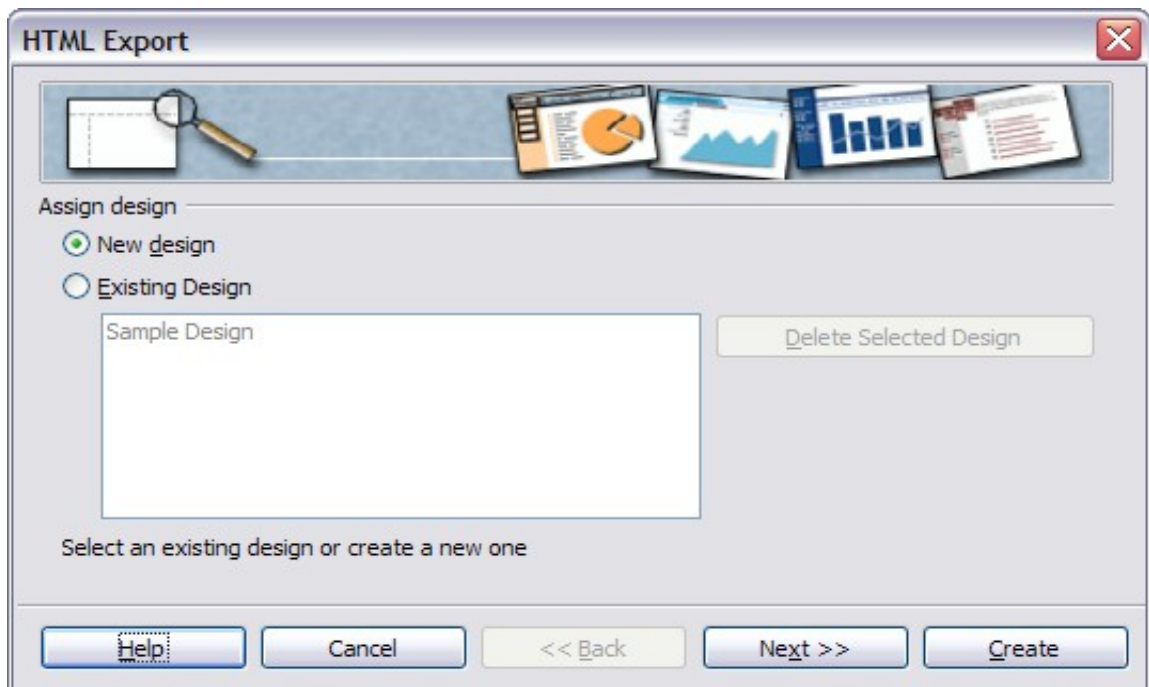 HTML Export
Assign design
New design
Existing Design
Sample Design
Delete Selected Design
Select an existing design or create a new one
Help Cancel << Back Next >> Create